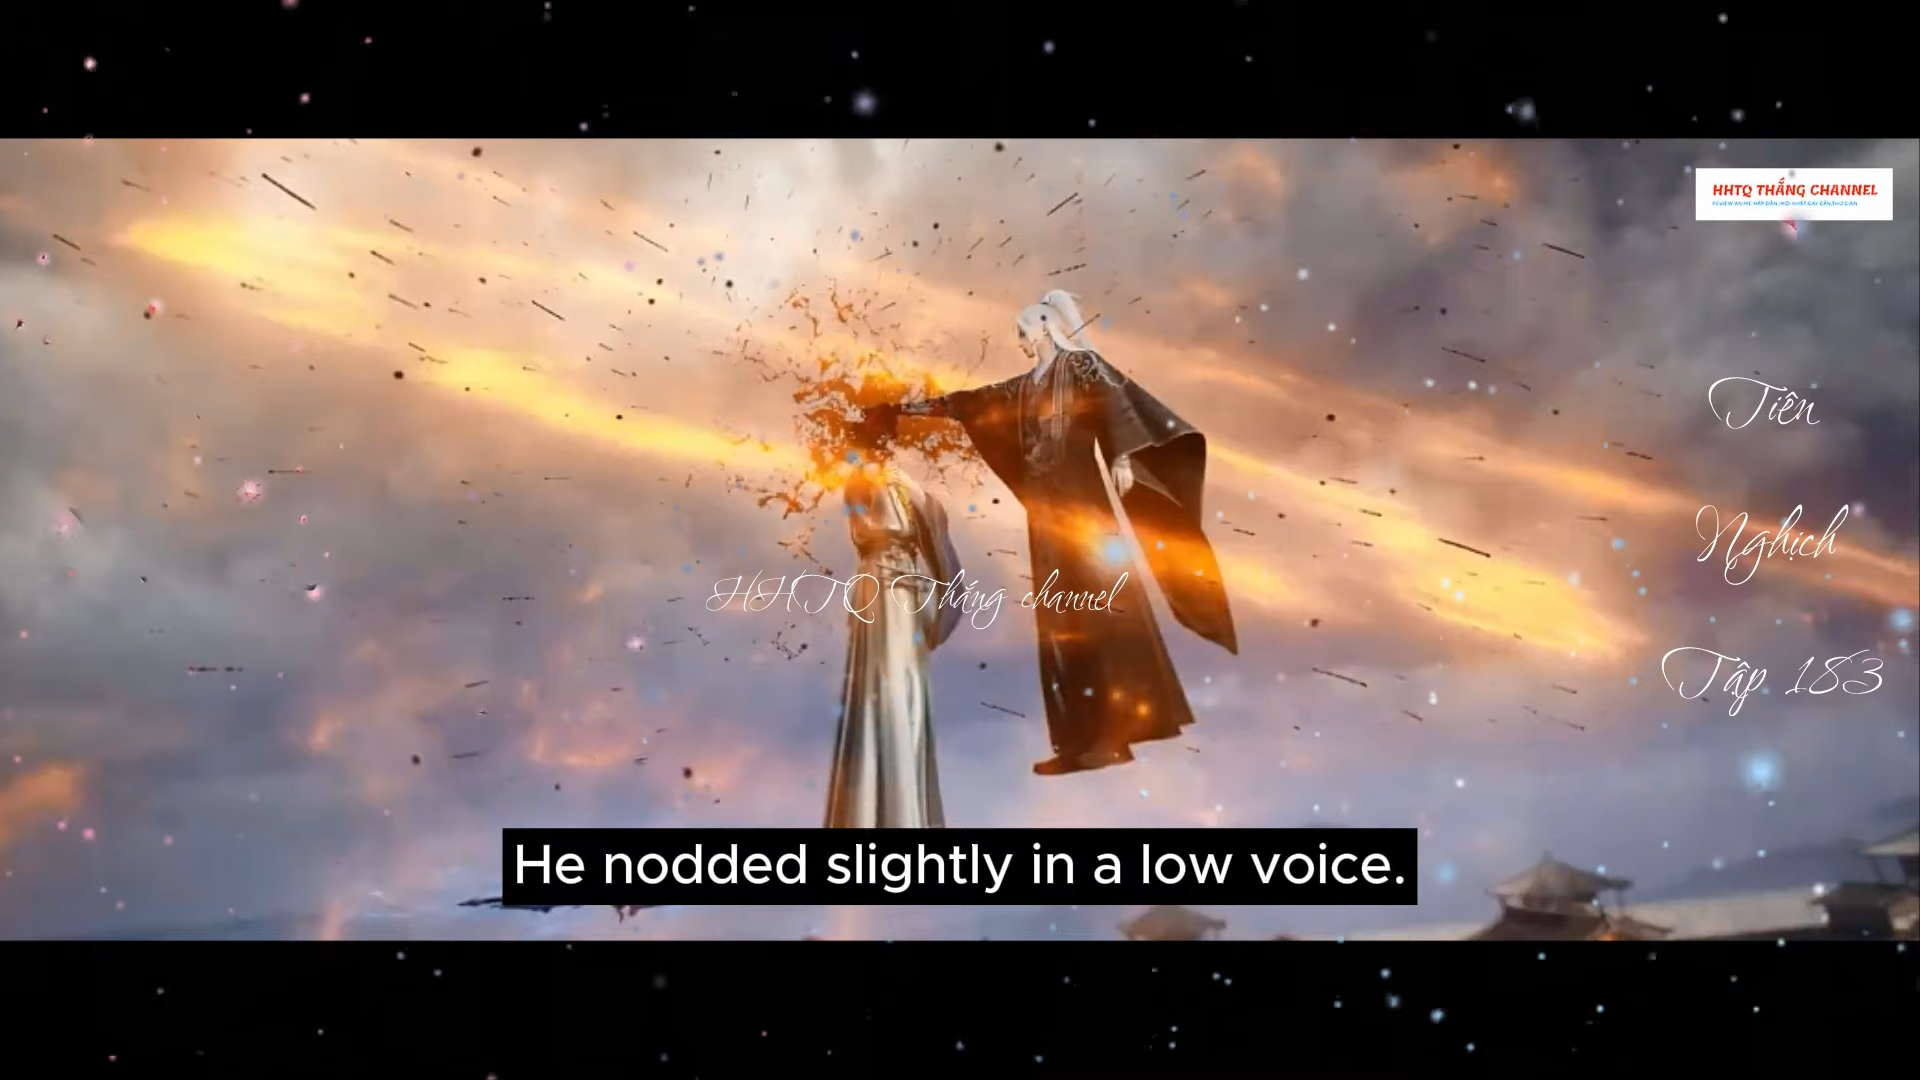 HHTQ THẮNG CHANNEL
Tiên
Nghịch
HHTQ Thắng channel
Tập 183
He nodded slightly in a low voice.